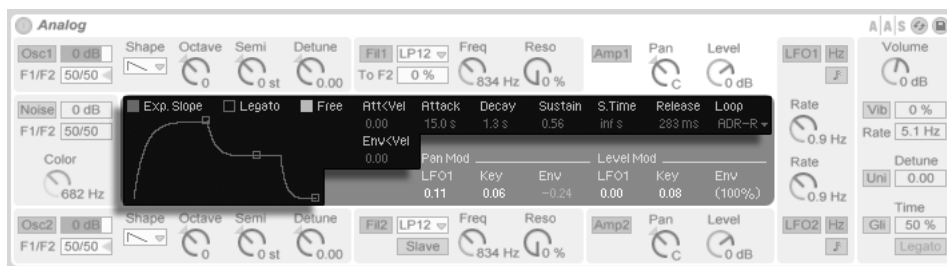 Analog A|A|S
Osc1 0 dB Shape Octave Semi Detune Fil1 LP12 Freq Reso Amp1 Pan Level LFO1 Hz Volume
F1/F2 50/50 0 0 st 0.00 To F2 0 % 834 Hz 0 % C 0 dB 0 dB
Noise 0 dB Exp. Slope Legato Free Att<Vel Attack Decay Sustain S.Time Release Loop Rate Vib 0 %
0.00 15.0 s 1.3 s 0.56 inf s 283 ms ADR-R
F1/F2 50/50 Env<Vel 0.9 Hz Rate 5.1 Hz
Color 0.00 Pan Mod Level Mod Rate Detune
LFO1 Key Env LFO1 Key Env Uni 0.00
682 Hz 0.11 0.06 -0.24 0.00 0.08 (100%) 0.9 Hz
Time
Osc2 0 dB Shape Octave Semi Detune Fil2 LP12 Freq Reso Amp2 Pan Level LFO2 Hz Gli 50 %
F1/F2 50/50 0 0 st 0.00 Slave 834 Hz 0 % C 0 dB Legato